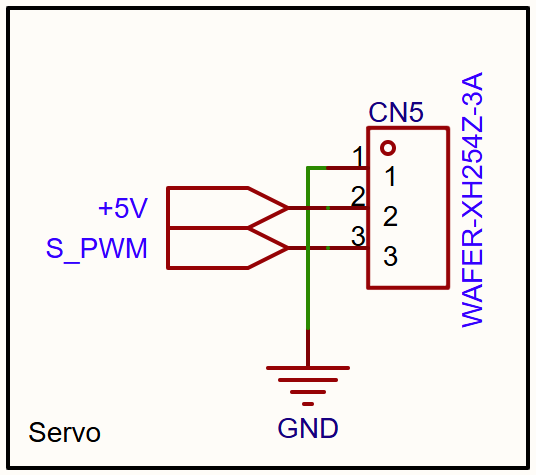 CN5
WAFER-XH254Z-3A
1
1
+5V
2
2
S_PWM
3
3
GND
Servo